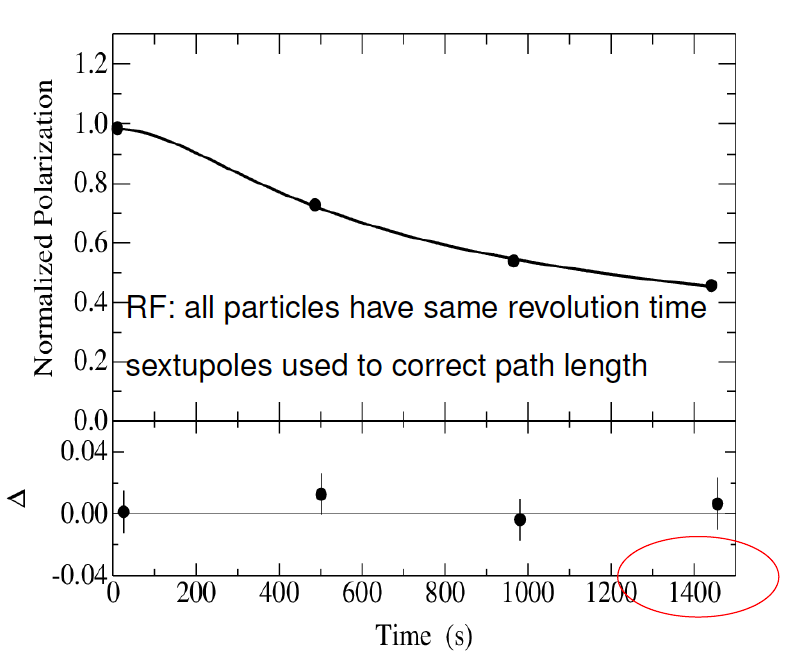 1.2
1.0
0.8
0.6
0.4
0.2
0.0
Normalized Polarization
RF: all particles have same revolution time
sextupoles used to correct path length
0.04
0.00
-0.04
Δ
0 200 400 600 800 1000 1200 1400
Time (s)